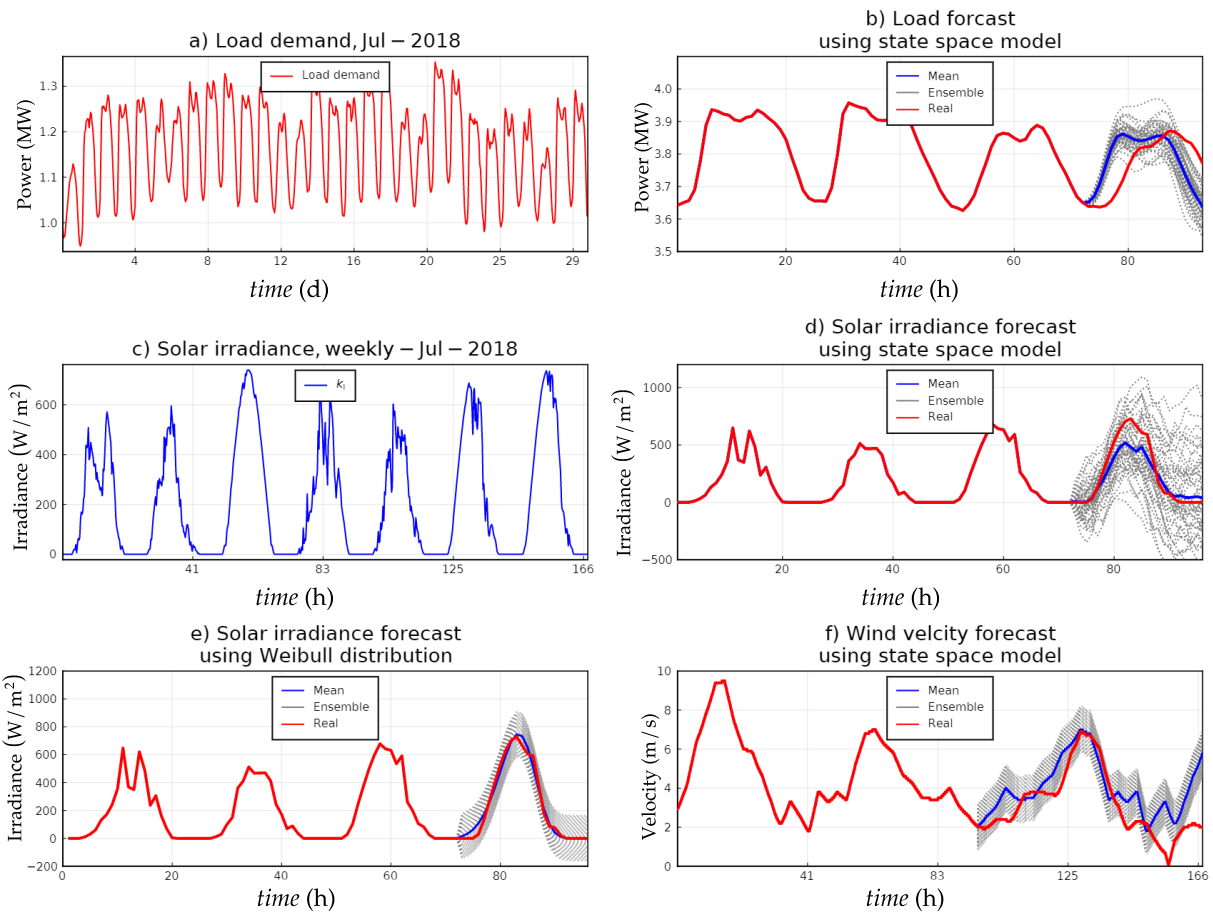 a) Load demand, Jul − 2018
Power (MW)
1.3
1.2
1.1
1.0
Load demand
4
8
12
16
20
25
29
time (d)
b) Load forcast
using state space model
Power (MW)
4.0
3.9
3.8
3.7
3.6
3.5
Mean
Ensemble
Real
20
40
60
80
time (h)
c) Solar irradiance, weekly − Jul − 2018
Irradiance (W/m²)
600
400
200
0
kₗ
41
83
125
166
time (h)
d) Solar irradiance forecast
using state space model
Irradiance (W/m²)
1000
500
0
−500
Mean
Ensemble
Real
20
40
60
80
time (h)
e) Solar irradiance forecast
using Weibull distribution
Irradiance (W/m²)
1200
1000
800
600
400
200
0
−200
Mean
Ensemble
Real
0
20
40
60
80
time (h)
f) Wind velcity forecast
using state space model
Velocity (m/s)
10
8
6
4
2
0
Mean
Ensemble
Real
41
83
125
166
time (h)